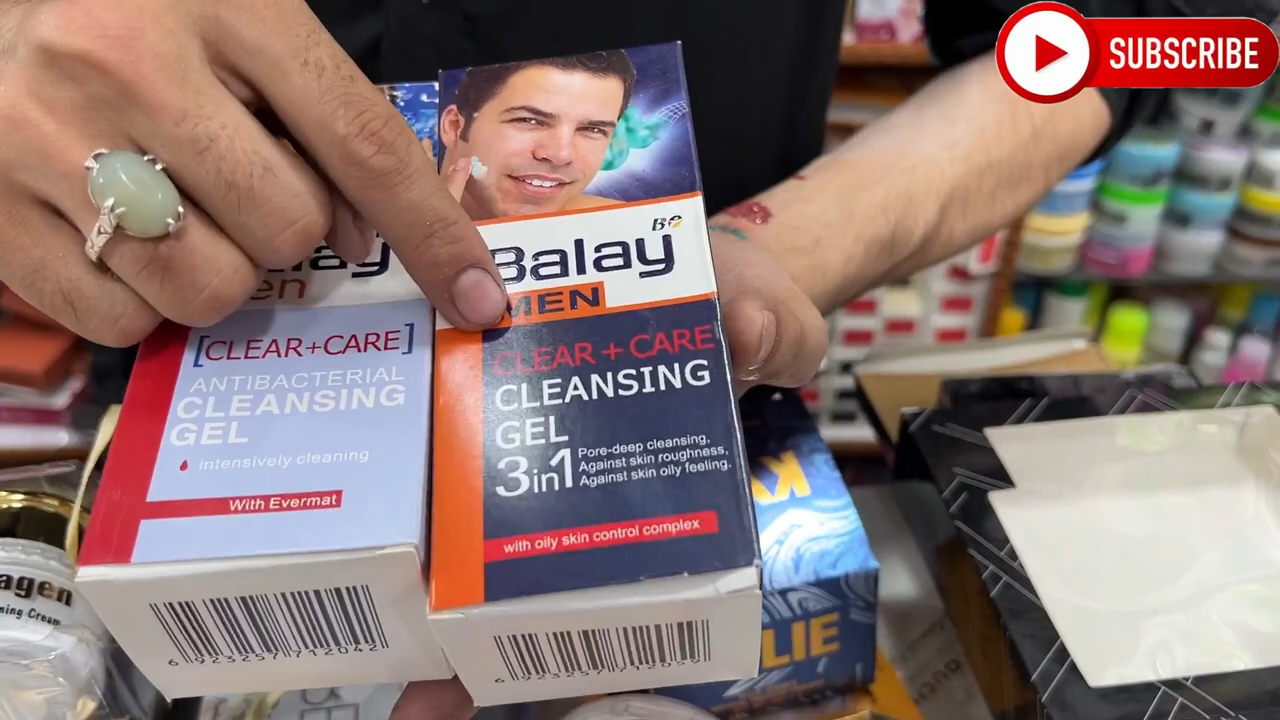 SUBSCRIBE
Balay
MEN
CLEAR + CARE
CLEANSING
GEL
3in1
Pore-deep cleansing,
Against skin roughness,
Against skin oily feeling.
with oily skin control complex
[CLEAR+CARE]
ANTIBACTERIAL
CLEANSING
GEL
intensively cleaning
With Evermat
6 923257 712042
LIE